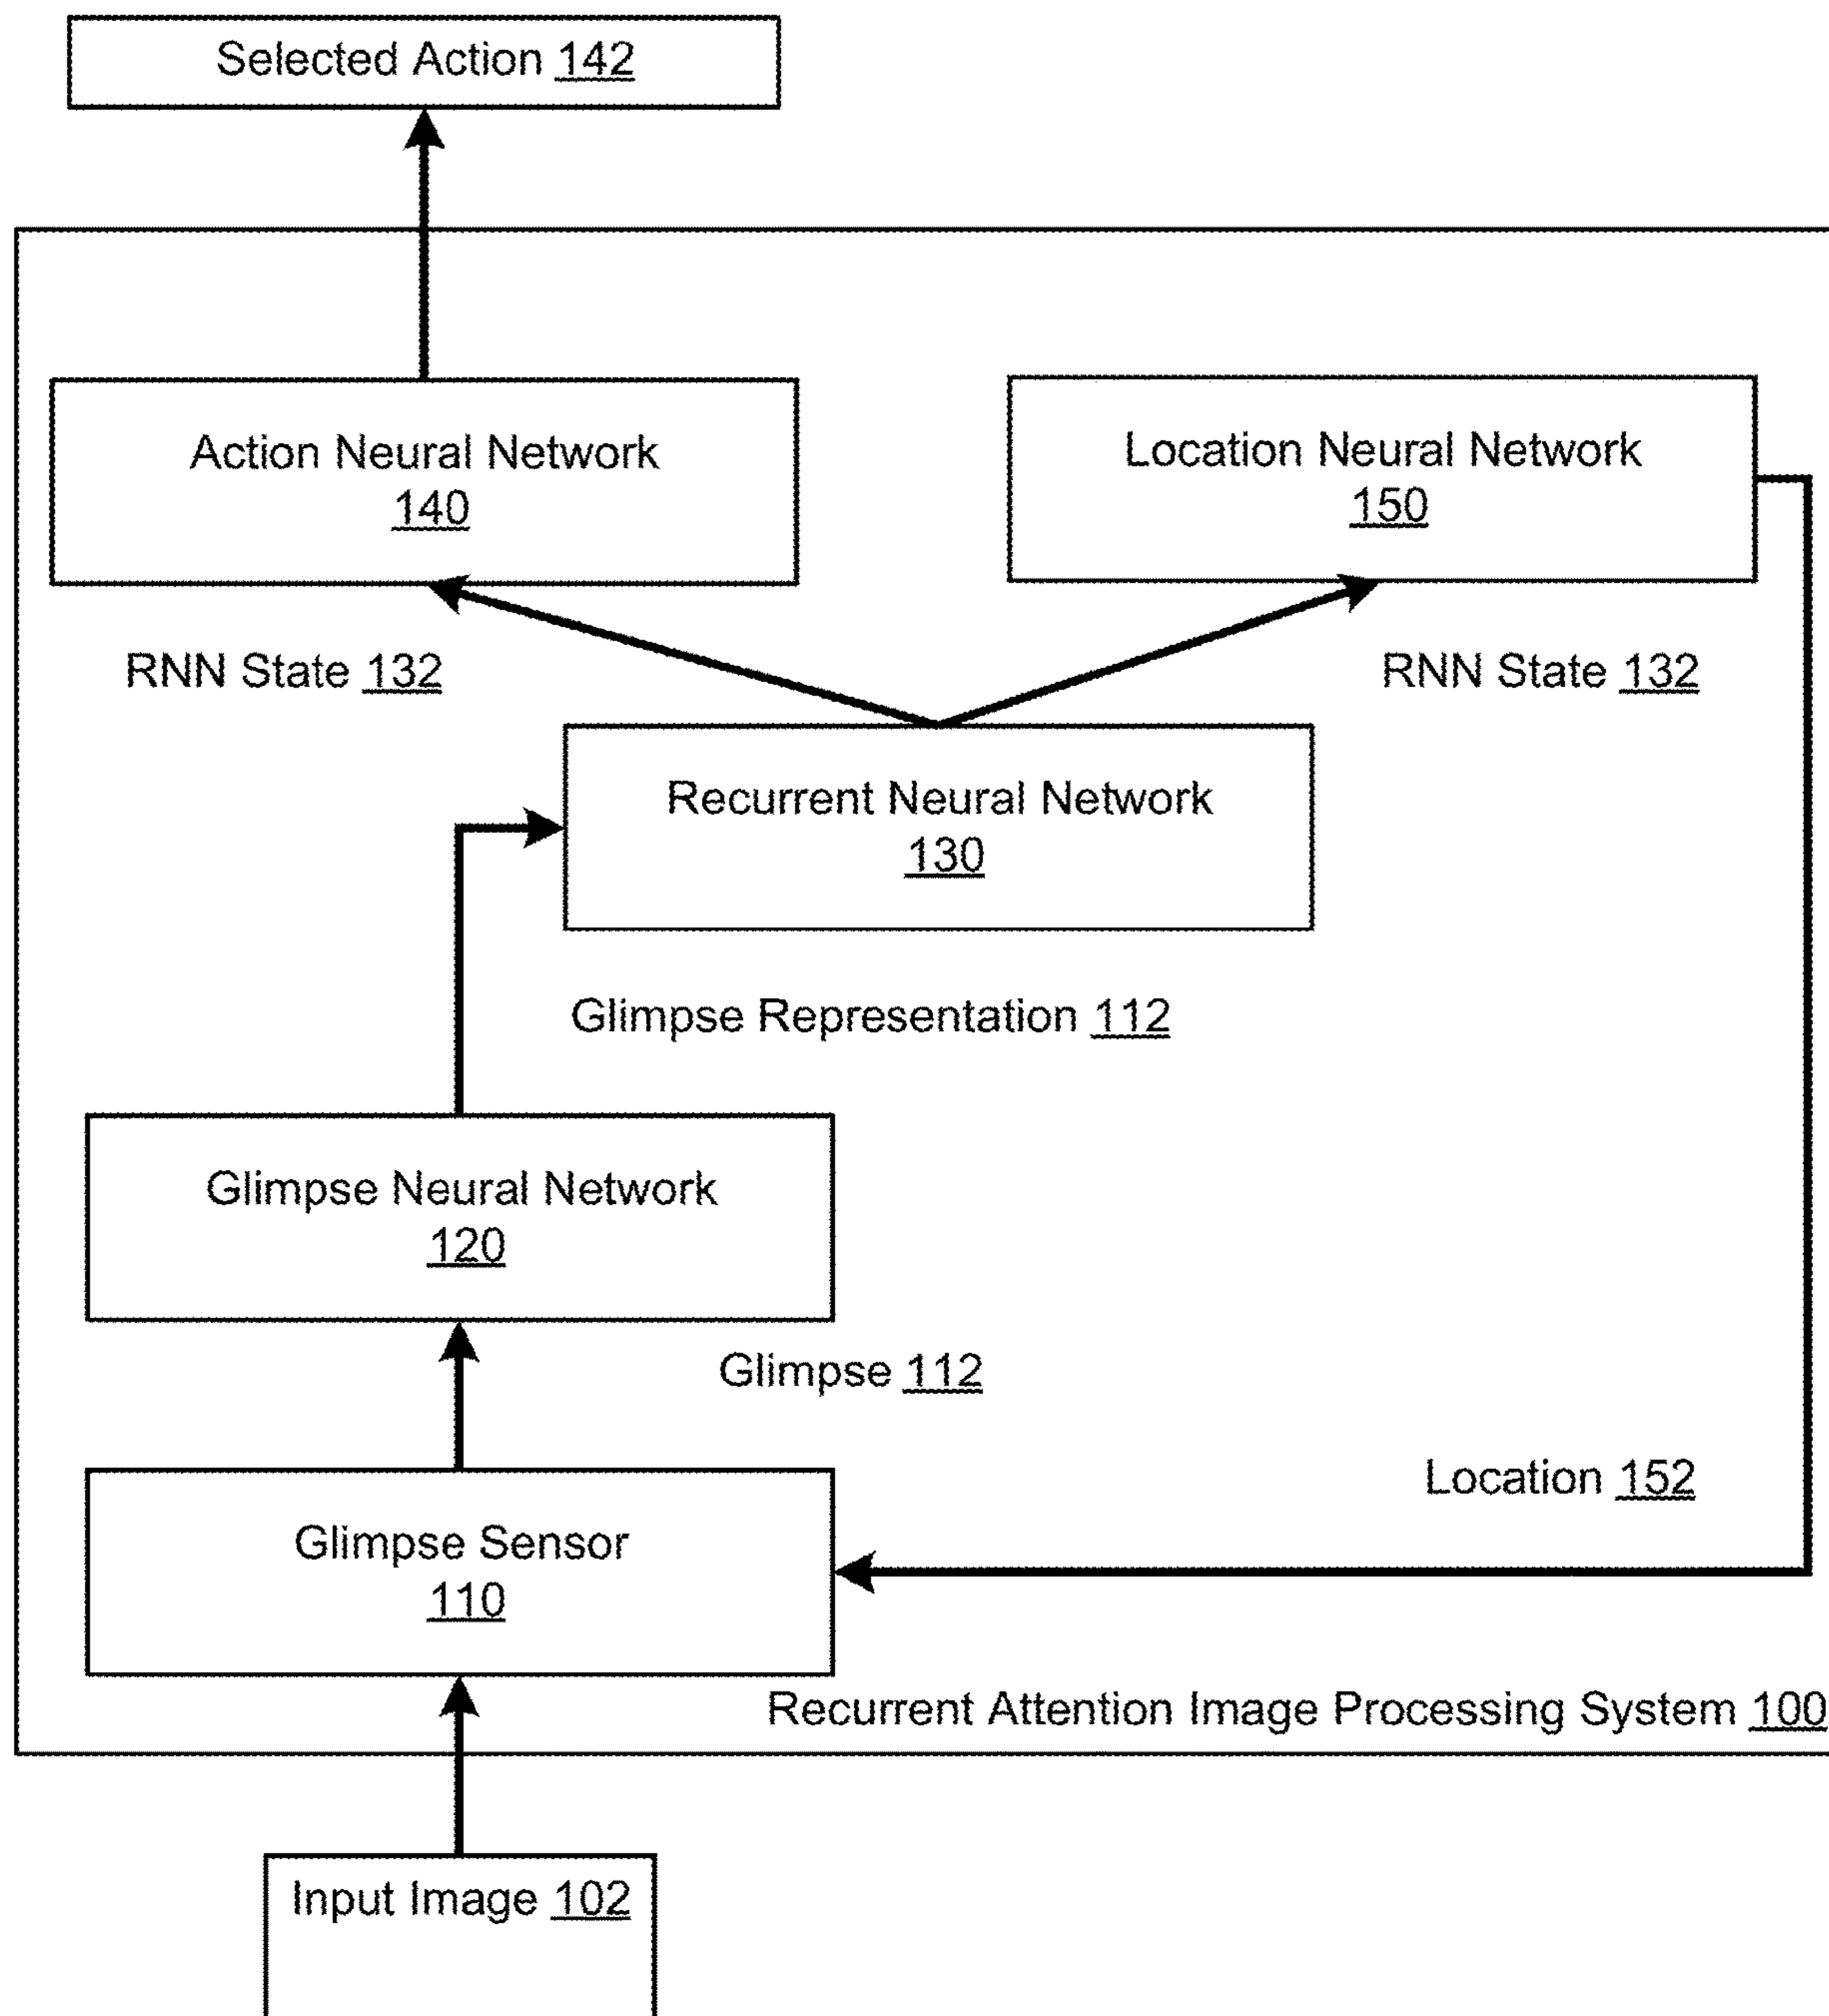 Selected Action 142
Action Neural Network
140
Location Neural Network
150
RNN State 132
RNN State 132
Recurrent Neural Network
130
Glimpse Representation 112
Glimpse Neural Network
120
Glimpse 112
Location 152
Glimpse Sensor
110
Recurrent Attention Image Processing System 100
Input Image 102